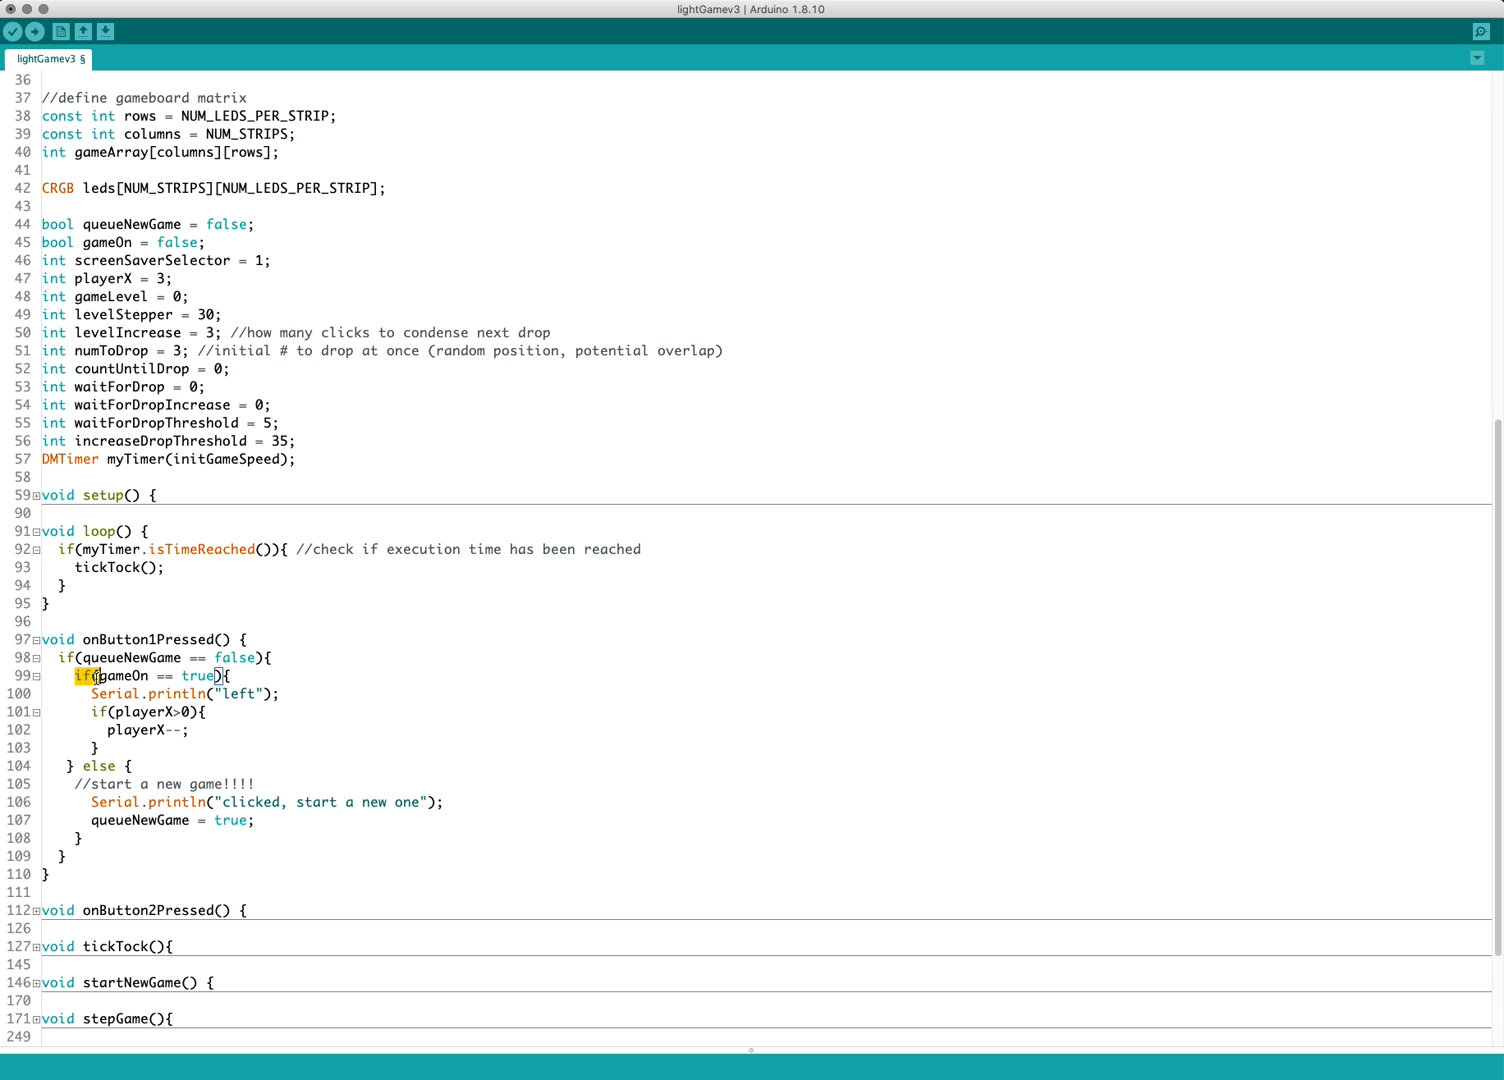 lightGamev3 | Arduino 1.8.10
lightGamev3 §
36
37 //define gameboard matrix
38 const int rows = NUM_LEDS_PER_STRIP;
39 const int columns = NUM_STRIPS;
40 int gameArray[columns][rows];
41
42 CRGB leds[NUM_STRIPS][NUM_LEDS_PER_STRIP];
43
44 bool queueNewGame = false;
45 bool gameOn = false;
46 int screenSaverSelector = 1;
47 int playerX = 3;
48 int gameLevel = 0;
49 int levelStepper = 30;
50 int levelIncrease = 3; //how many clicks to condense next drop
51 int numToDrop = 3; //initial # to drop at once (random position, potential overlap)
52 int countUntilDrop = 0;
53 int waitForDrop = 0;
54 int waitForDropIncrease = 0;
55 int waitForDropThreshold = 5;
56 int increaseDropThreshold = 35;
57 DMTimer myTimer(initGameSpeed);
58
59 void setup() {
90
91 void loop() {
92 if(myTimer.isTimeReached()){ //check if execution time has been reached
93 tickTock();
94 }
95 }
96
97 void onButton1Pressed() {
98 if(queueNewGame == false){
99 if(gameOn == true){
100 Serial.println("left");
101 if(playerX>0){
102 playerX--;
103 }
104 } else {
105 //start a new game!!!!
106 Serial.println("clicked, start a new one");
107 queueNewGame = true;
108 }
109 }
110 }
111
112 void onButton2Pressed() {
126
127 void tickTock(){
145
146 void startNewGame() {
170
171 void stepGame(){
249